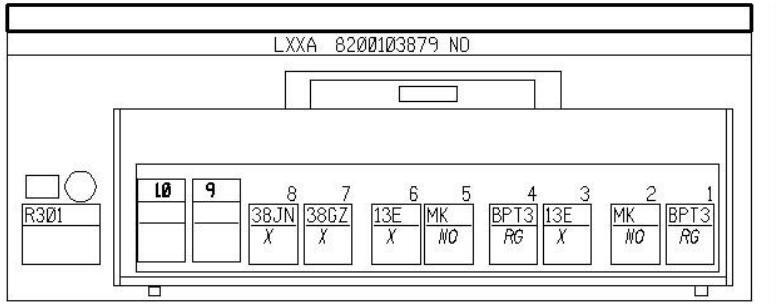 LXXA 8200103879 NO
10 9 8 7 6 5 4 3 2 1
R301 38JN 38GZ 13E MK BPT3 13E MK BPT3
X X X NO RG X NO RG